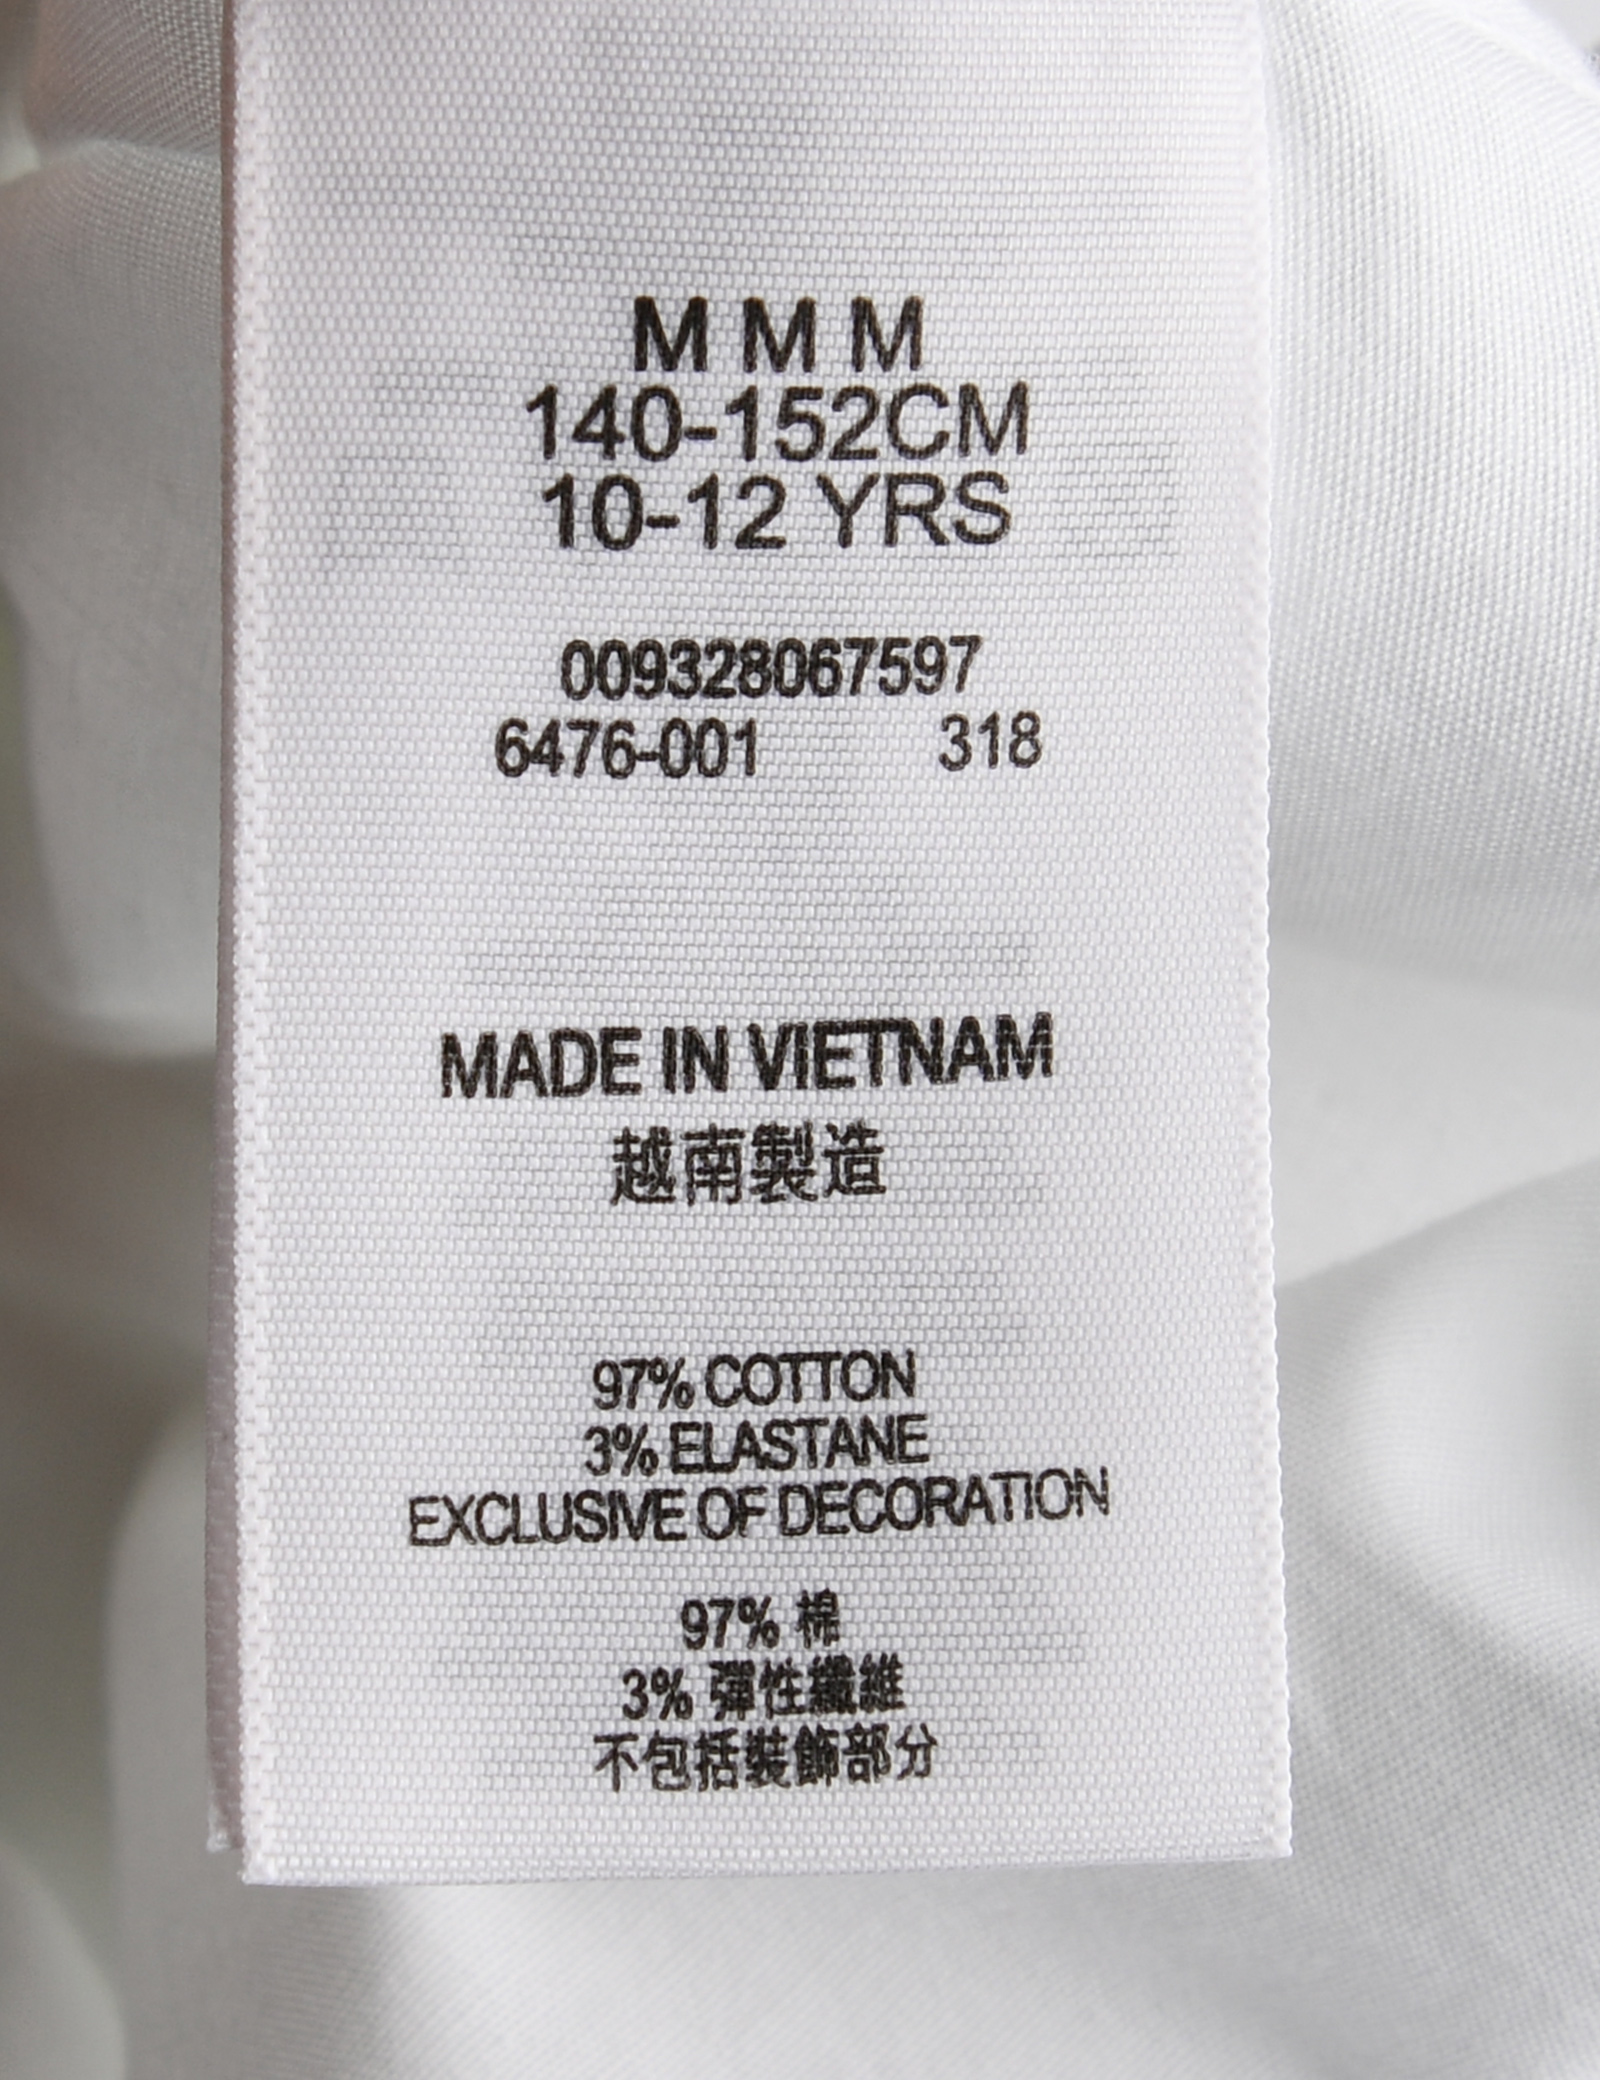 M M M
140-152CM
10-12 YRS
009328067597
6476-001 318
MADE IN VIETNAM
越南製造
97% COTTON
3% ELASTANE
EXCLUSIVE OF DECORATION
97% 棉
3% 彈性纖維
不包括裝飾部分